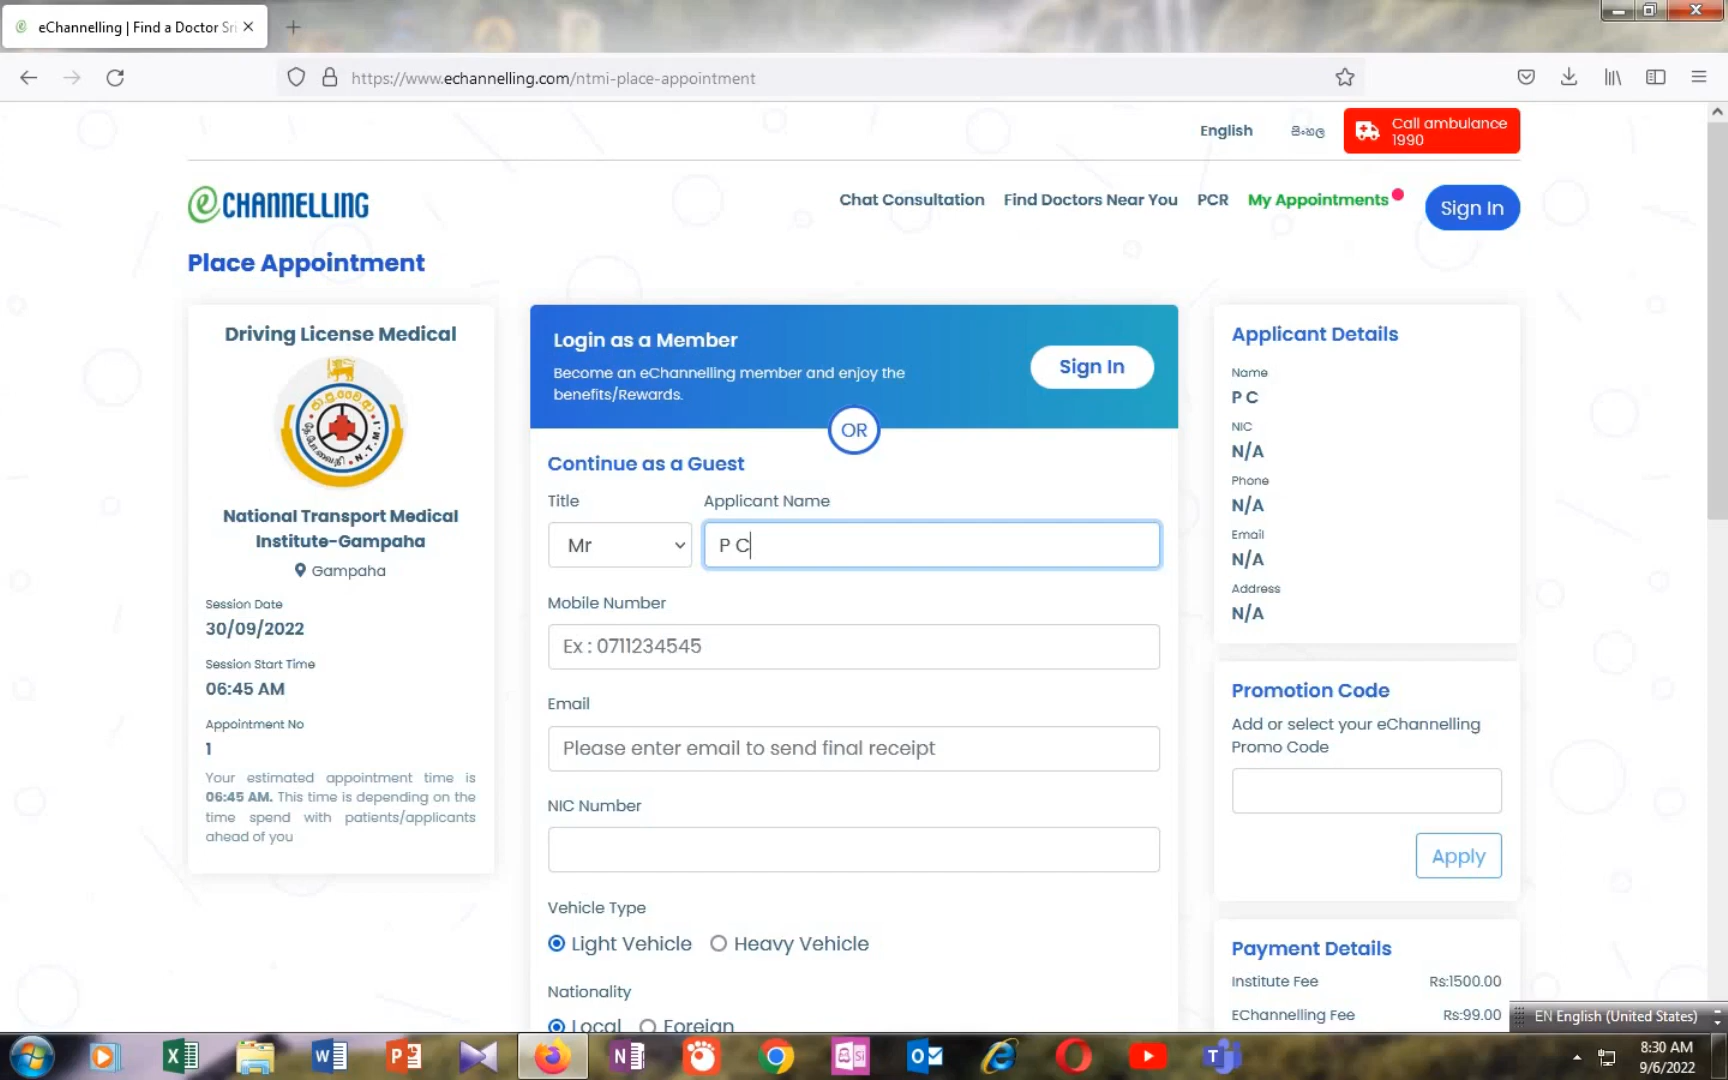 eChannelling | Find a Doctor Sri
https://www.echannelling.com/ntmi-place-appointment
English
සිංහල
Call ambulance
1990
eCHANNELLING
Chat Consultation
Find Doctors Near You
PCR
My Appointments
Sign In
Place Appointment
Driving License Medical
N.T.M.I.
National Transport Medical
Institute-Gampaha
Gampaha
Session Date
30/09/2022
Session Start Time
06:45 AM
Appointment No
1
Your estimated appointment time is
06:45 AM. This time is depending on the
time spend with patients/applicants
ahead of you
Login as a Member
Become an eChannelling member and enjoy the
benefits/Rewards.
Sign In
OR
Continue as a Guest
Title
Applicant Name
Mr
P C
Mobile Number
Ex : 0711234545
Email
Please enter email to send final receipt
NIC Number
Vehicle Type
Light Vehicle
Heavy Vehicle
Nationality
Local
Foreign
Applicant Details
Name
P C
NIC
N/A
Phone
N/A
Email
N/A
Address
N/A
Promotion Code
Add or select your eChannelling
Promo Code
Apply
Payment Details
Institute Fee
Rs:1500.00
EChannelling Fee
Rs:99.00
EN English (United States)
8:30 AM
9/6/2022